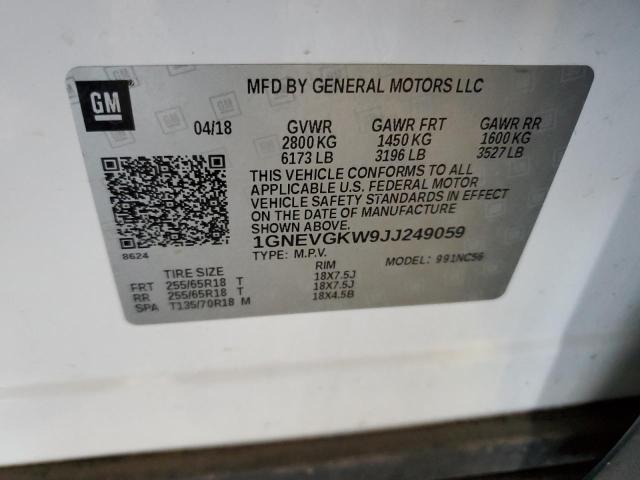 GM
MFD BY GENERAL MOTORS LLC
04/18 GVWR GAWR FRT GAWR RR
2800 KG 1450 KG 1600 KG
6173 LB 3196 LB 3527 LB
THIS VEHICLE CONFORMS TO ALL
APPLICABLE U.S. FEDERAL MOTOR
VEHICLE SAFETY STANDARDS IN EFFECT
ON THE DATE OF MANUFACTURE
SHOWN ABOVE.
8624
1GNEVGKW9JJ249059
TYPE: M.P.V. MODEL: 991NC56
TIRE SIZE RIM
FRT 255/65R18 T 18X7.5J
RR 255/65R18 T 18X7.5J
SPA T135/70R18 M 18X4.5B